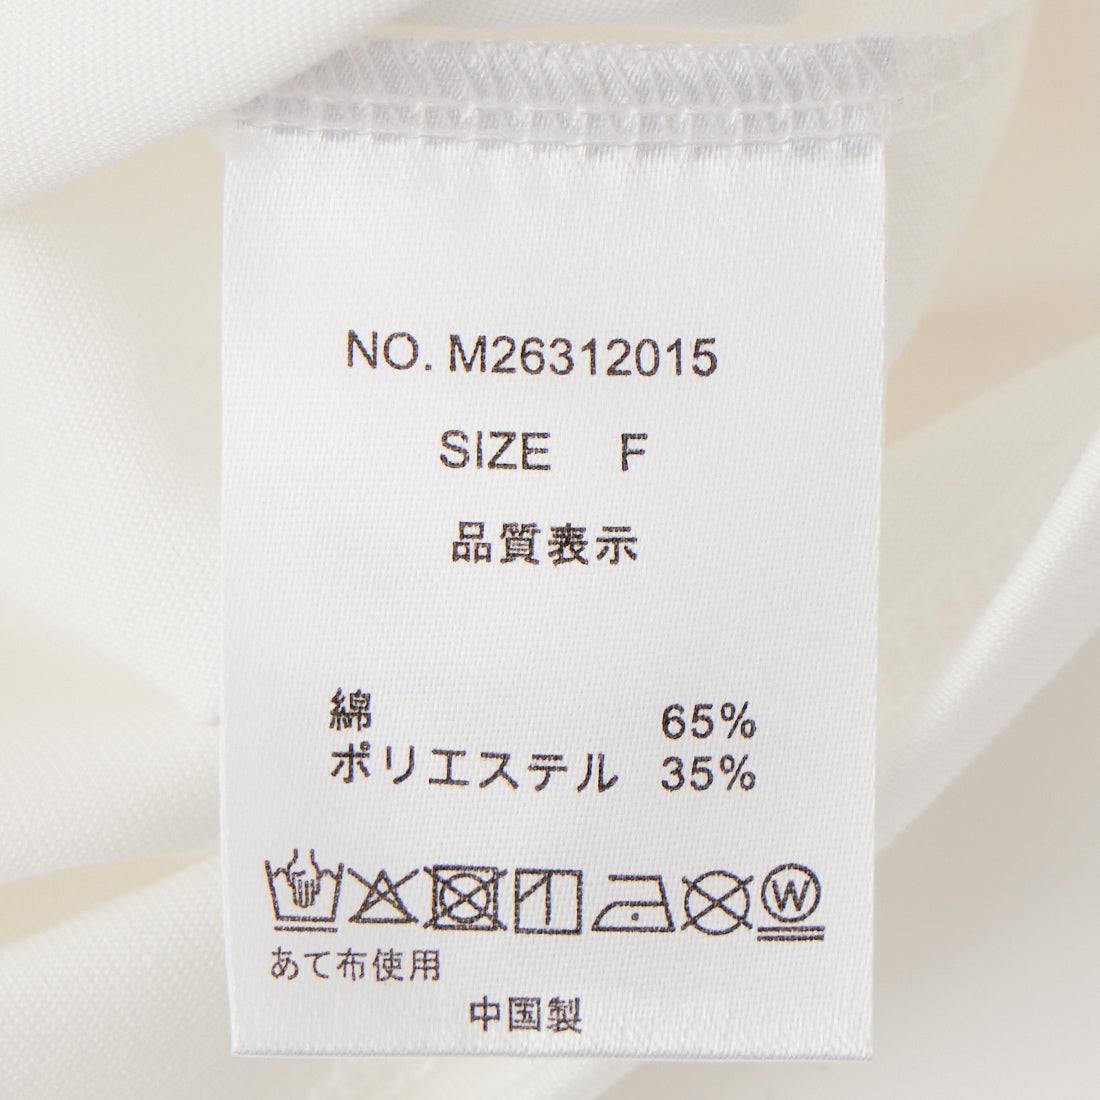 NO. M26312015
SIZE F
品質表示
綿 65%
ポリエステル 35%
W
あて布使用
中国製